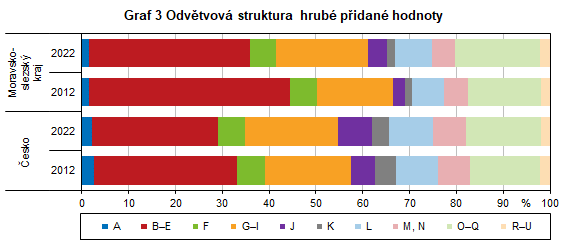 Graf 3 Odvětvová struktura hrubé přidané hodnoty
Moravsko-
slezský
kraj
2022
2012
Česko
2022
2012
0 10 20 30 40 50 60 70 80 90 % 100
A B–E F G–I J K L M, N O–Q R–U